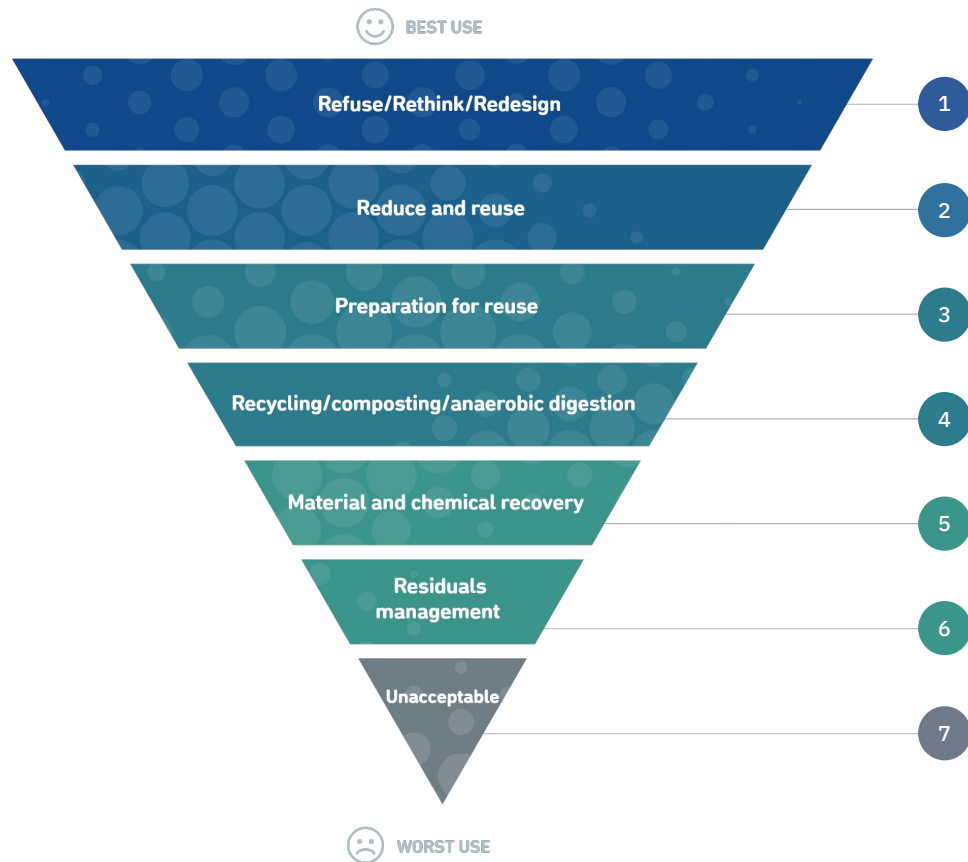 BEST USE
Refuse/Rethink/Redesign
1
Reduce and reuse
2
Preparation for reuse
3
Recycling/composting/anaerobic digestion
4
Material and chemical recovery
5
Residuals
management
6
Unacceptable
7
WORST USE